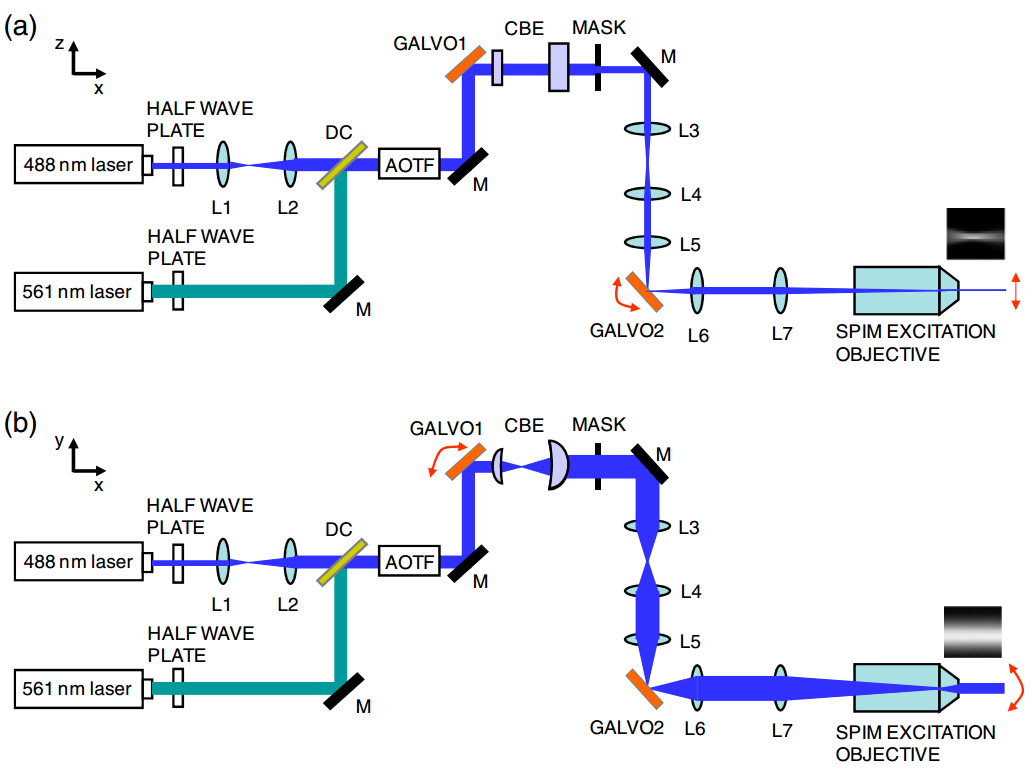 (a)
z
x
GALVO1
CBE
MASK
M
HALF WAVE
PLATE
DC
488 nm laser
AOTF
M
L1
L2
L3
L4
L5
HALF WAVE
PLATE
561 nm laser
M
GALVO2
L6
L7
SPIM EXCITATION
OBJECTIVE
(b)
y
x
GALVO1
CBE
MASK
M
HALF WAVE
PLATE
DC
488 nm laser
AOTF
M
L1
L2
L3
L4
L5
HALF WAVE
PLATE
561 nm laser
M
GALVO2
L6
L7
SPIM EXCITATION
OBJECTIVE